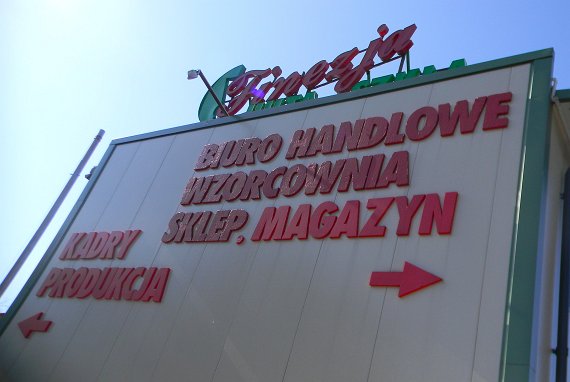 Finezja
BIURO HANDLOWE
WZORCOWNIA
SKLEP, MAGAZYN
KADRY
PRODUKCJA